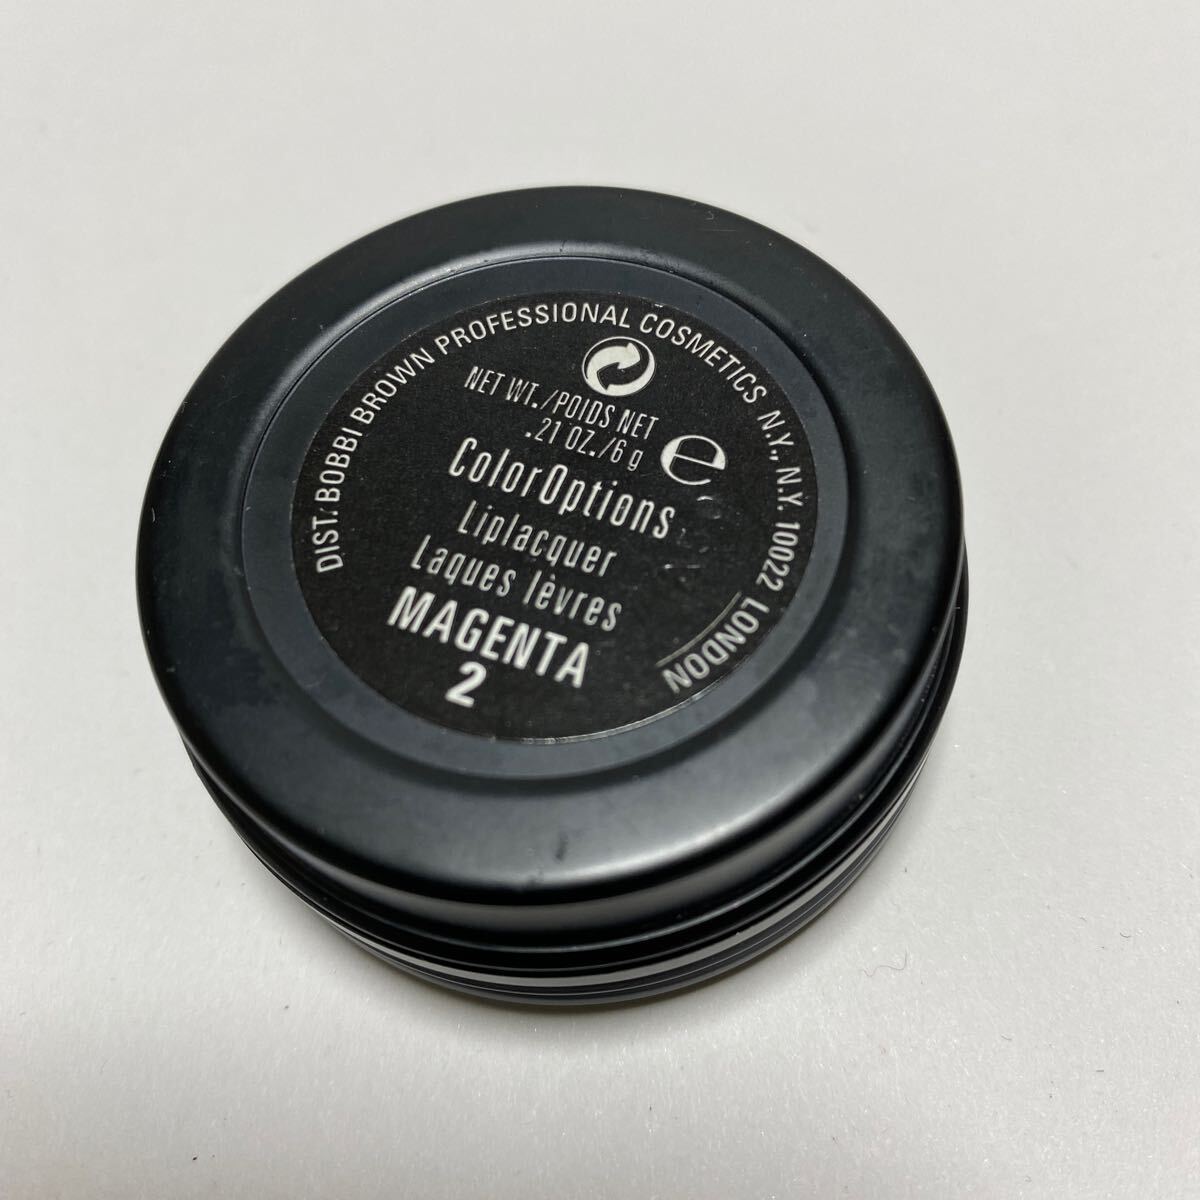 DIST. BOBBI BROWN PROFESSIONAL COSMETICS N.Y., N.Y. 10022 LONDON
NET WT./POIDS NET
.21 OZ./6 g e
ColorOptions
Liplacquer
Laques lèvres
MAGENTA
2